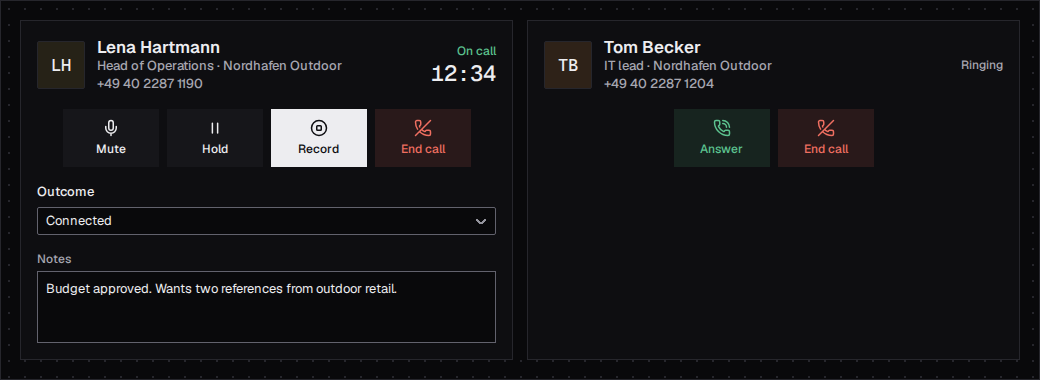 LH
Lena Hartmann
Head of Operations · Nordhafen Outdoor
+49 40 2287 1190
On call
12:34
Mute
Hold
Record
End call
Outcome
Connected
Notes
Budget approved. Wants two references from outdoor retail.
TB
Tom Becker
IT lead · Nordhafen Outdoor
+49 40 2287 1204
Ringing
Answer
End call